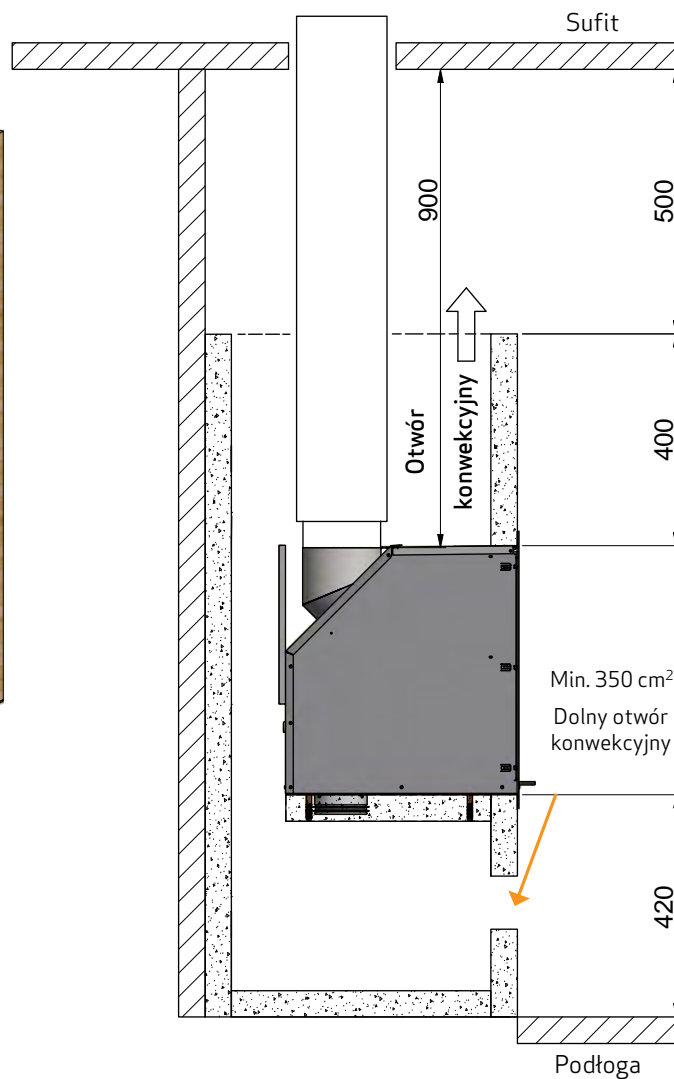 Sufit
900
500
Otwór
konwekcyjny
400
Min. 350 cm²
Dolny otwór
konwekcyjny
420
Podłoga